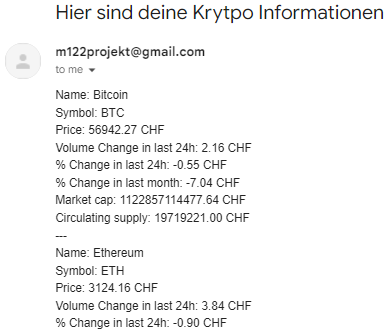 Hier sind deine Krytpo Informationen
m122projekt@gmail.com
to me
Name: Bitcoin
Symbol: BTC
Price: 56942.27 CHF
Volume Change in last 24h: 2.16 CHF
% Change in last 24h: -0.55 CHF
% Change in last month: -7.04 CHF
Market cap: 1122857114477.64 CHF
Circulating supply: 19719221.00 CHF
---
Name: Ethereum
Symbol: ETH
Price: 3124.16 CHF
Volume Change in last 24h: 3.84 CHF
% Change in last 24h: -0.90 CHF